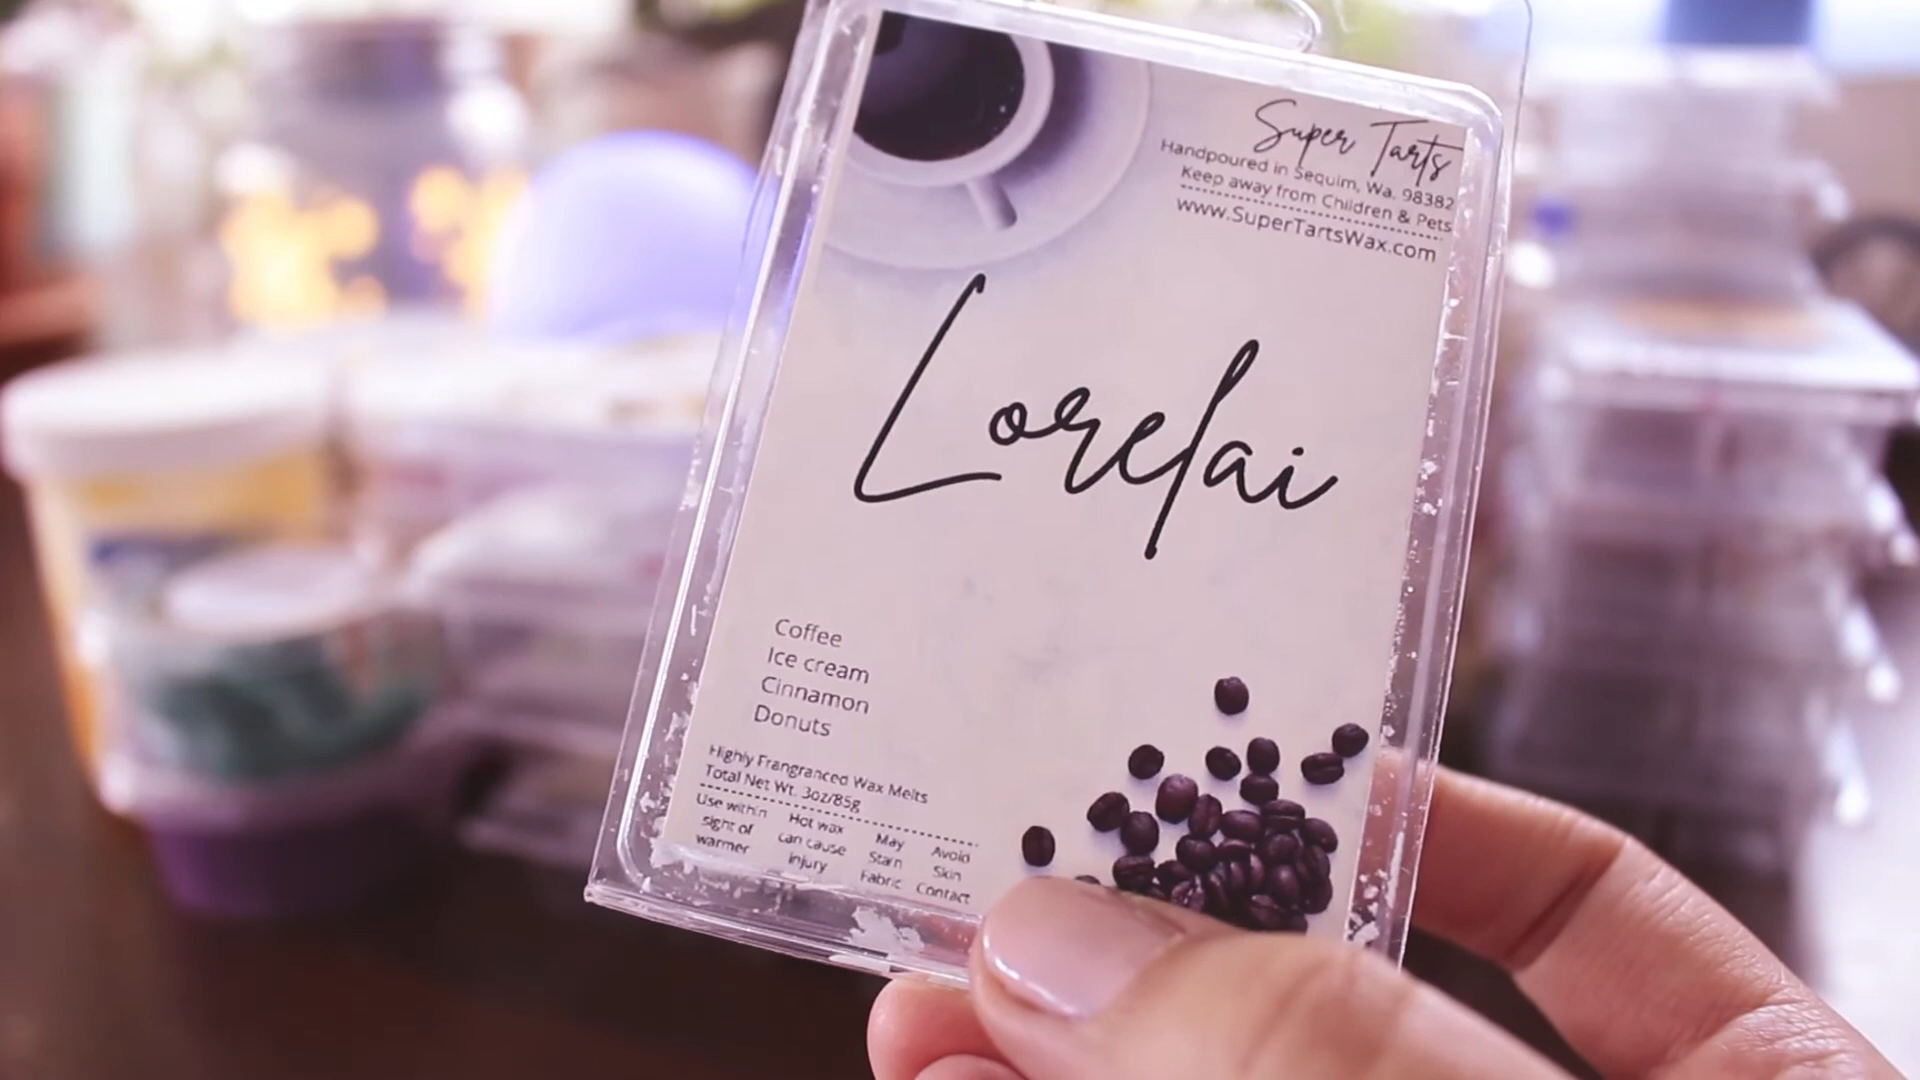 Super Tarts
Handpoured in Sequim, Wa. 98382
Keep away from Children & Pets
www.SuperTartsWax.com
Lorelai
Coffee
Ice cream
Cinnamon
Donuts
Highly Frangranced Wax Melts
Total Net Wt. 3oz/85g
Use within
sight of
warmer
Hot wax
can cause
injury
May
Stain
Fabric
Avoid
Skin
Contact